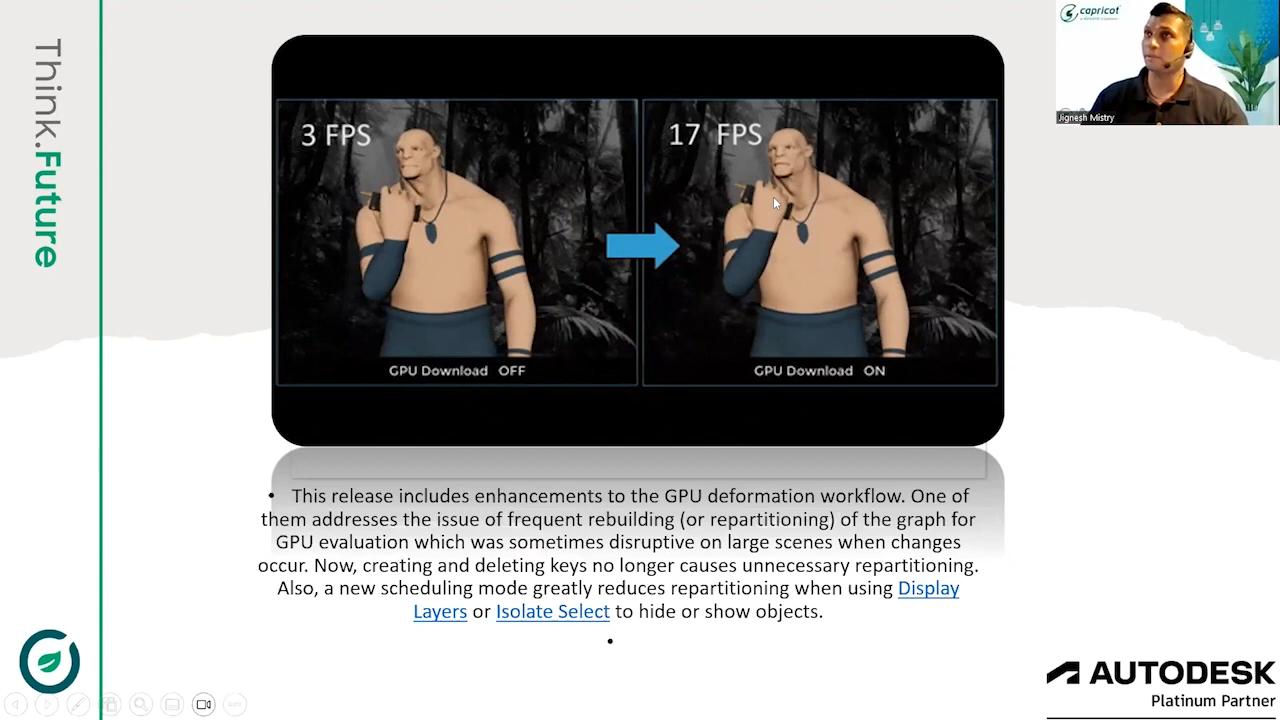 Think.Future
capricot
Jignesh Mistry
3 FPS
17 FPS
GPU Download OFF
GPU Download ON
• This release includes enhancements to the GPU deformation workflow. One of
them addresses the issue of frequent rebuilding (or repartitioning) of the graph for
GPU evaluation which was sometimes disruptive on large scenes when changes
occur. Now, creating and deleting keys no longer causes unnecessary repartitioning.
Also, a new scheduling mode greatly reduces repartitioning when using Display
Layers or Isolate Select to hide or show objects.
•
AUTODESK
Platinum Partner